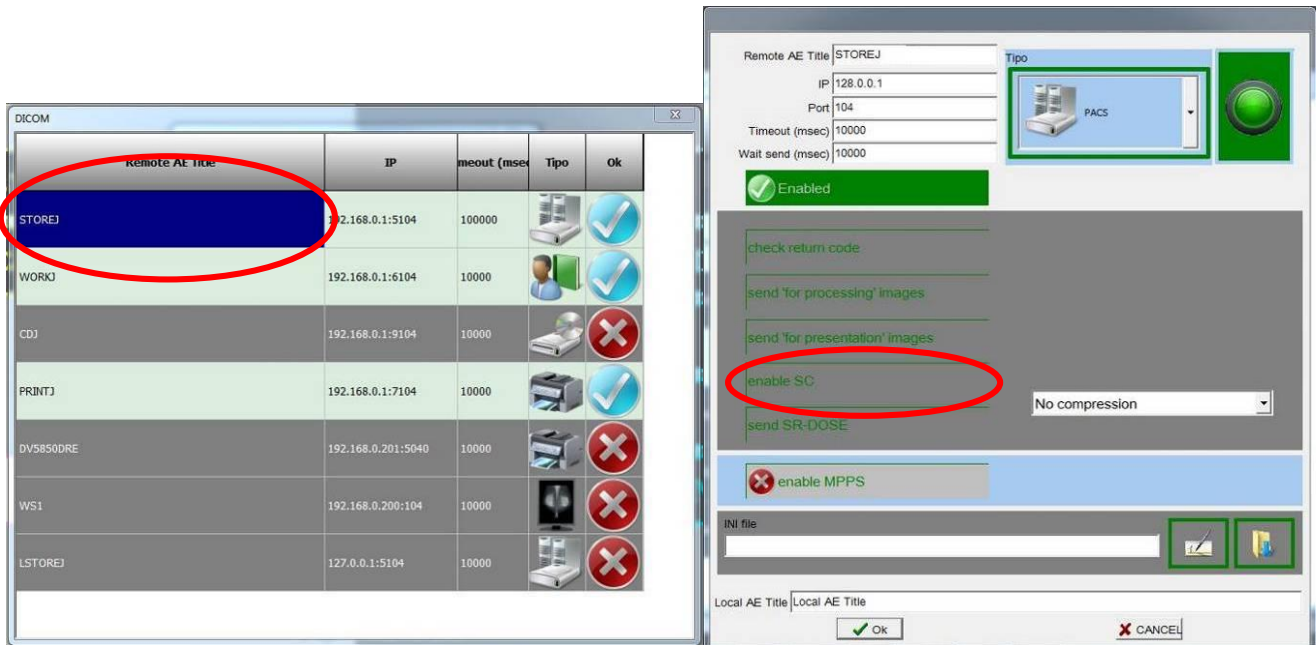 DICOM
Remote AE Title IP meout (msec Tipo Ok
STOREJ 192.168.0.1:5104 100000
WORKJ 192.168.0.1:6104 10000
CDJ 192.168.0.1:9104 10000
PRINTJ 192.168.0.1:7104 10000
DV5850DRE 192.168.0.201:5040 10000
WS1 192.168.0.200:104 10000
LSTOREJ 127.0.0.1:5104 10000
Remote AE Title STOREJ
IP 128.0.0.1
Port 104
Timeout (msec) 10000
Wait send (msec) 10000
Tipo
PACS
Enabled
check return code
send 'for processing' images
send 'for presentation' images
enable SC
No compression
send SR-DOSE
enable MPPS
INI file
Local AE Title Local AE Title
Ok CANCEL